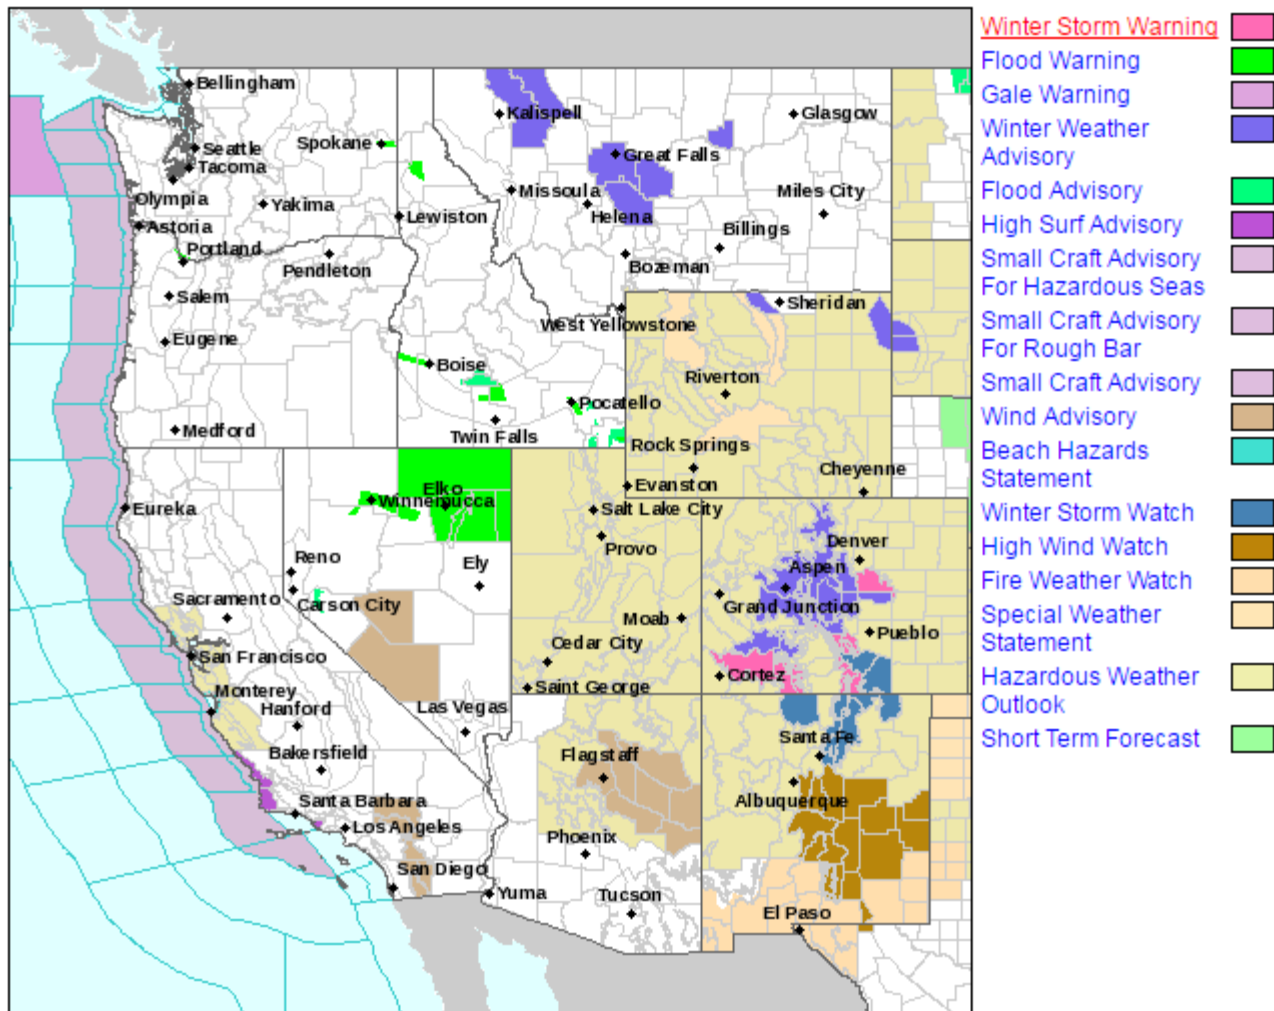 Winter Storm Warning
Flood Warning
Gale Warning
Winter Weather
Advisory
Flood Advisory
High Surf Advisory
Small Craft Advisory
For Hazardous Seas
Small Craft Advisory
For Rough Bar
Small Craft Advisory
Wind Advisory
Beach Hazards
Statement
Winter Storm Watch
High Wind Watch
Fire Weather Watch
Special Weather
Statement
Hazardous Weather
Outlook
Short Term Forecast
Bellingham
Kalispell
Glasgow
Seattle
Spokane
Great Falls
Tacoma
Olympia
Yakima
Missoula
Miles City
Helena
Lewiston
Astoria
Billings
Portland
Pendleton
Bozeman
Salem
Sheridan
West Yellowstone
Eugene
Boise
Riverton
Pocatello
Medford
Twin Falls
Rock Springs
Cheyenne
Evanston
Elko
Winnemucca
Eureka
Salt Lake City
Provo
Denver
Reno
Ely
Aspen
Sacramento
Carson City
Grand Junction
Moab
Pueblo
Cedar City
San Francisco
Cortez
Saint George
Monterey
Hanford
Las Vegas
Santa Fe
Bakersfield
Flagstaff
Albuquerque
Santa Barbara
Los Angeles
Phoenix
San Diego
Yuma
Tucson
El Paso